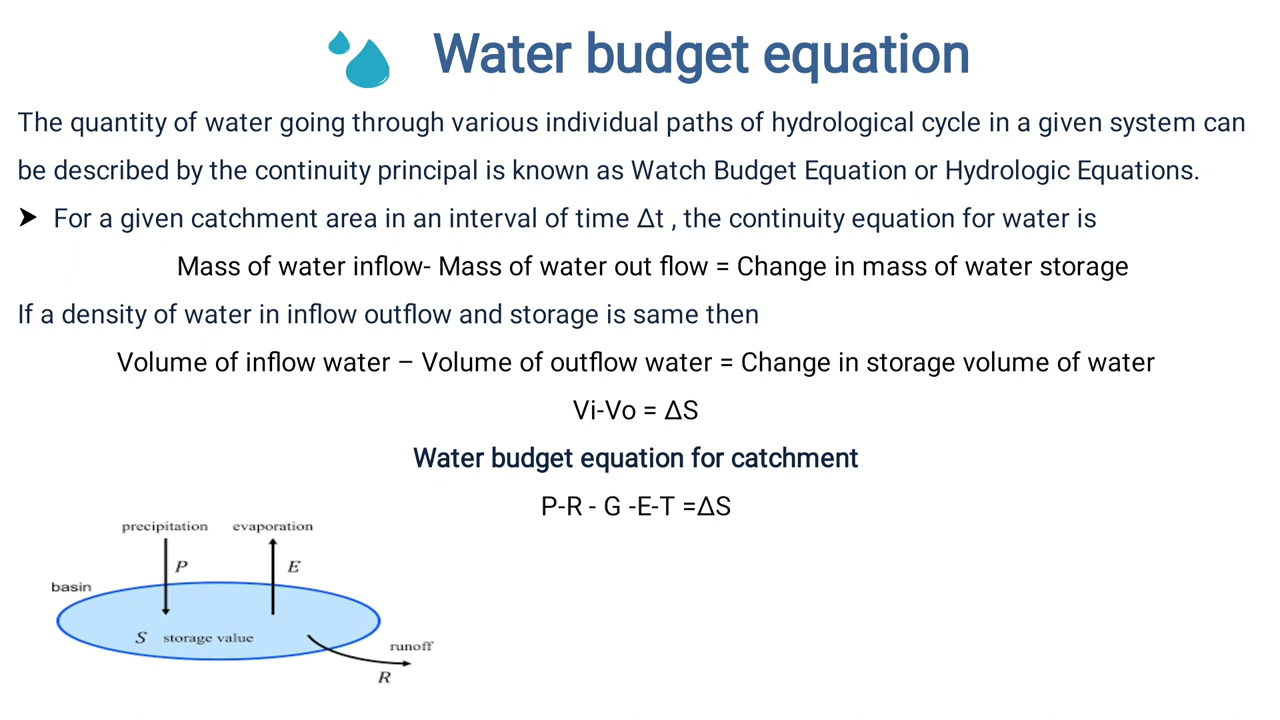 Water budget equation
The quantity of water going through various individual paths of hydrological cycle in a given system can
be described by the continuity principal is known as Watch Budget Equation or Hydrologic Equations.
➤ For a given catchment area in an interval of time Δt , the continuity equation for water is
Mass of water inflow- Mass of water out flow = Change in mass of water storage
If a density of water in inflow outflow and storage is same then
Volume of inflow water – Volume of outflow water = Change in storage volume of water
Vi-Vo = ΔS
Water budget equation for catchment
P-R - G -E-T =ΔS
precipitation evaporation
P E
basin
S storage value
runoff
R